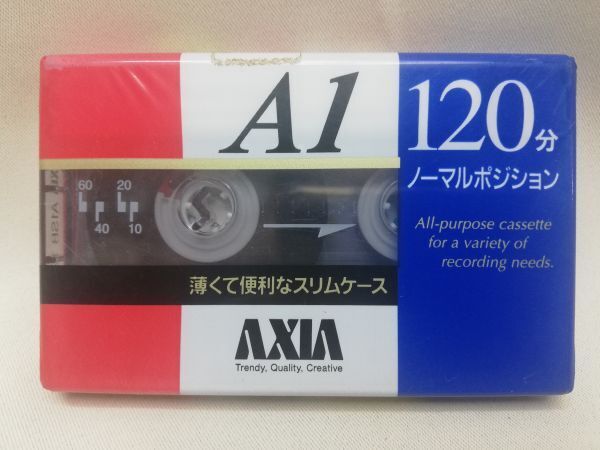 A1
120分
ノーマルポジション
All-purpose cassette
for a variety of
recording needs.
60 20
40 10
薄くて便利なスリムケース
AXIA
Trendy, Quality, Creative